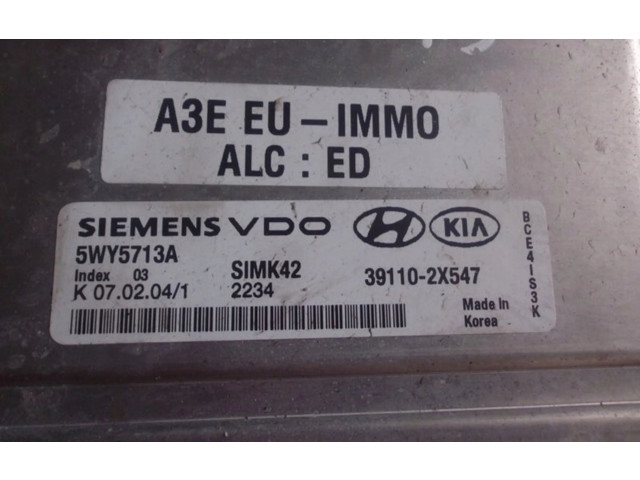 A3E EU – IMMO
ALC : ED
SIEMENS VDO KIA
5WY5713A
Index 03
SIMK42
39110-2X547
K 07.02.04/1
2234
Made In
Korea
BCE4IS3K